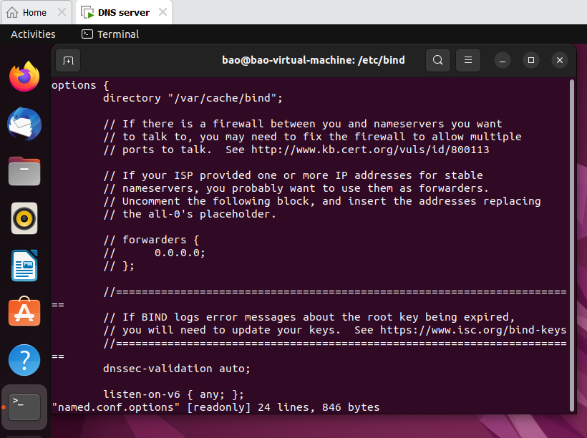 Home
DNS server
Activities
Terminal
bao@bao-virtual-machine: /etc/bind
options {
directory "/var/cache/bind";
// If there is a firewall between you and nameservers you want
// to talk to, you may need to fix the firewall to allow multiple
// ports to talk.  See http://www.kb.cert.org/vuls/id/800113
// If your ISP provided one or more IP addresses for stable
// nameservers, you probably want to use them as forwarders.
// Uncomment the following block, and insert the addresses replacing
// the all-0's placeholder.
// forwarders {
//      0.0.0.0;
// };
//=====================================================================
==
// If BIND logs error messages about the root key being expired,
// you will need to update your keys.  See https://www.isc.org/bind-keys
//=====================================================================
==
dnssec-validation auto;
listen-on-v6 { any; };
"named.conf.options" [readonly] 24 lines, 846 bytes